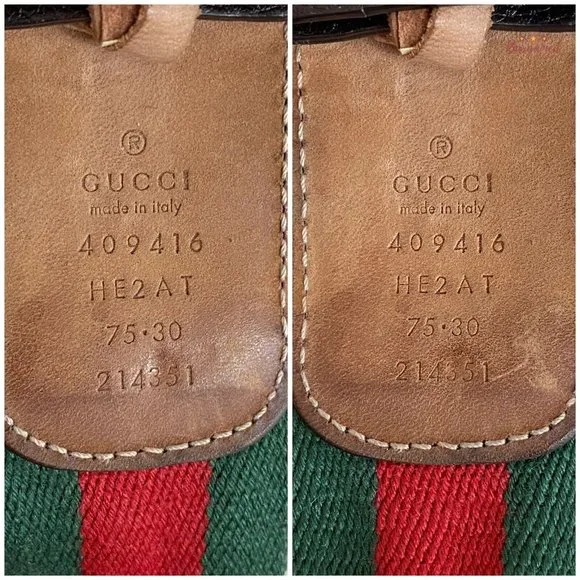 ®
GUCCI
made in italy
409416
HE2AT
75·30
214351
®
GUCCI
made in italy
409416
HE2AT
75·30
214351